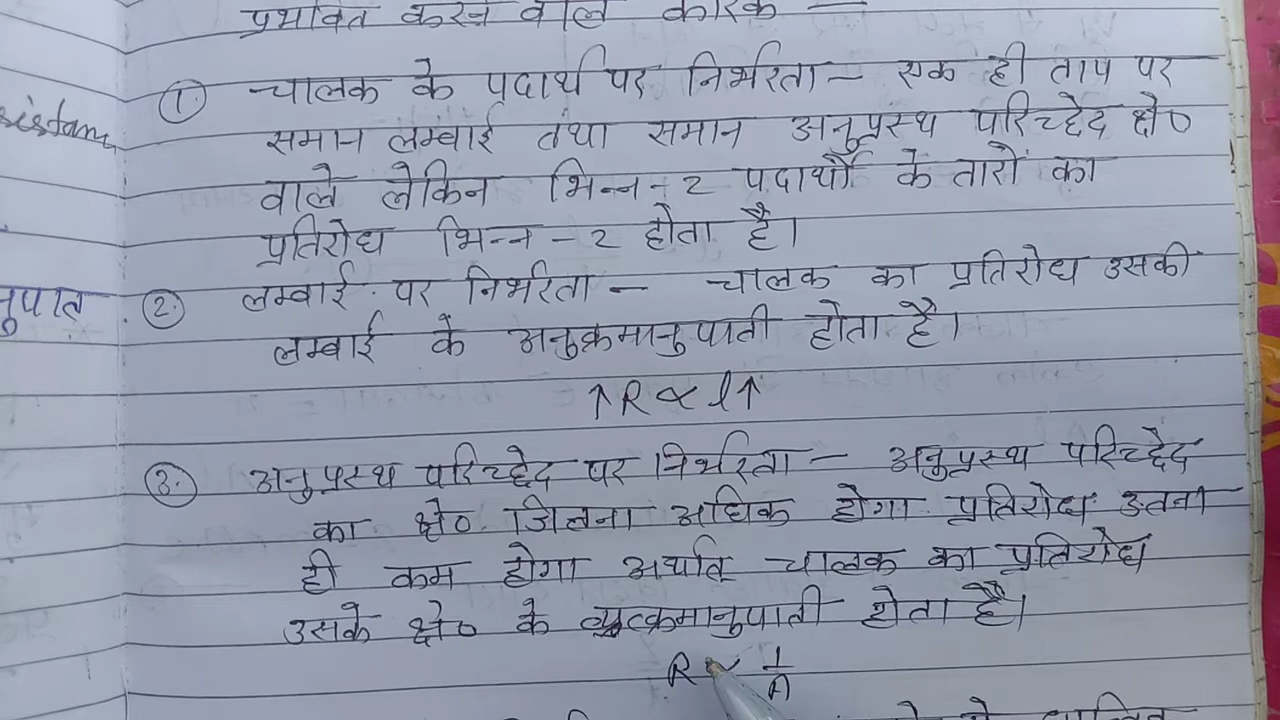 प्रभावित करने वाले कारक —
① चालक के पदार्थ पर निर्भरता - एक ही ताप पर
समान लम्बाई तथा समान अनुप्रस्थ परिच्छेद क्षे०
वाले लेकिन भिन्न-2 पदार्थों के तारों का
प्रतिरोध भिन्न-2 होता है।
② लम्बाई पर निर्भरता - चालक का प्रतिरोध उसकी
लम्बाई के अनुक्रमानुपाती होता है।
↑R ∝ l↑
③ अनुप्रस्थ परिच्छेद पर निर्भरता - अनुप्रस्थ परिच्छेद
का क्षे० जितना अधिक होगा प्रतिरोध उतना
ही कम होगा अर्थात् चालक का प्रतिरोध
उसके क्षे० के व्युत्क्रमानुपाती होता है।
R ∝ 1/A